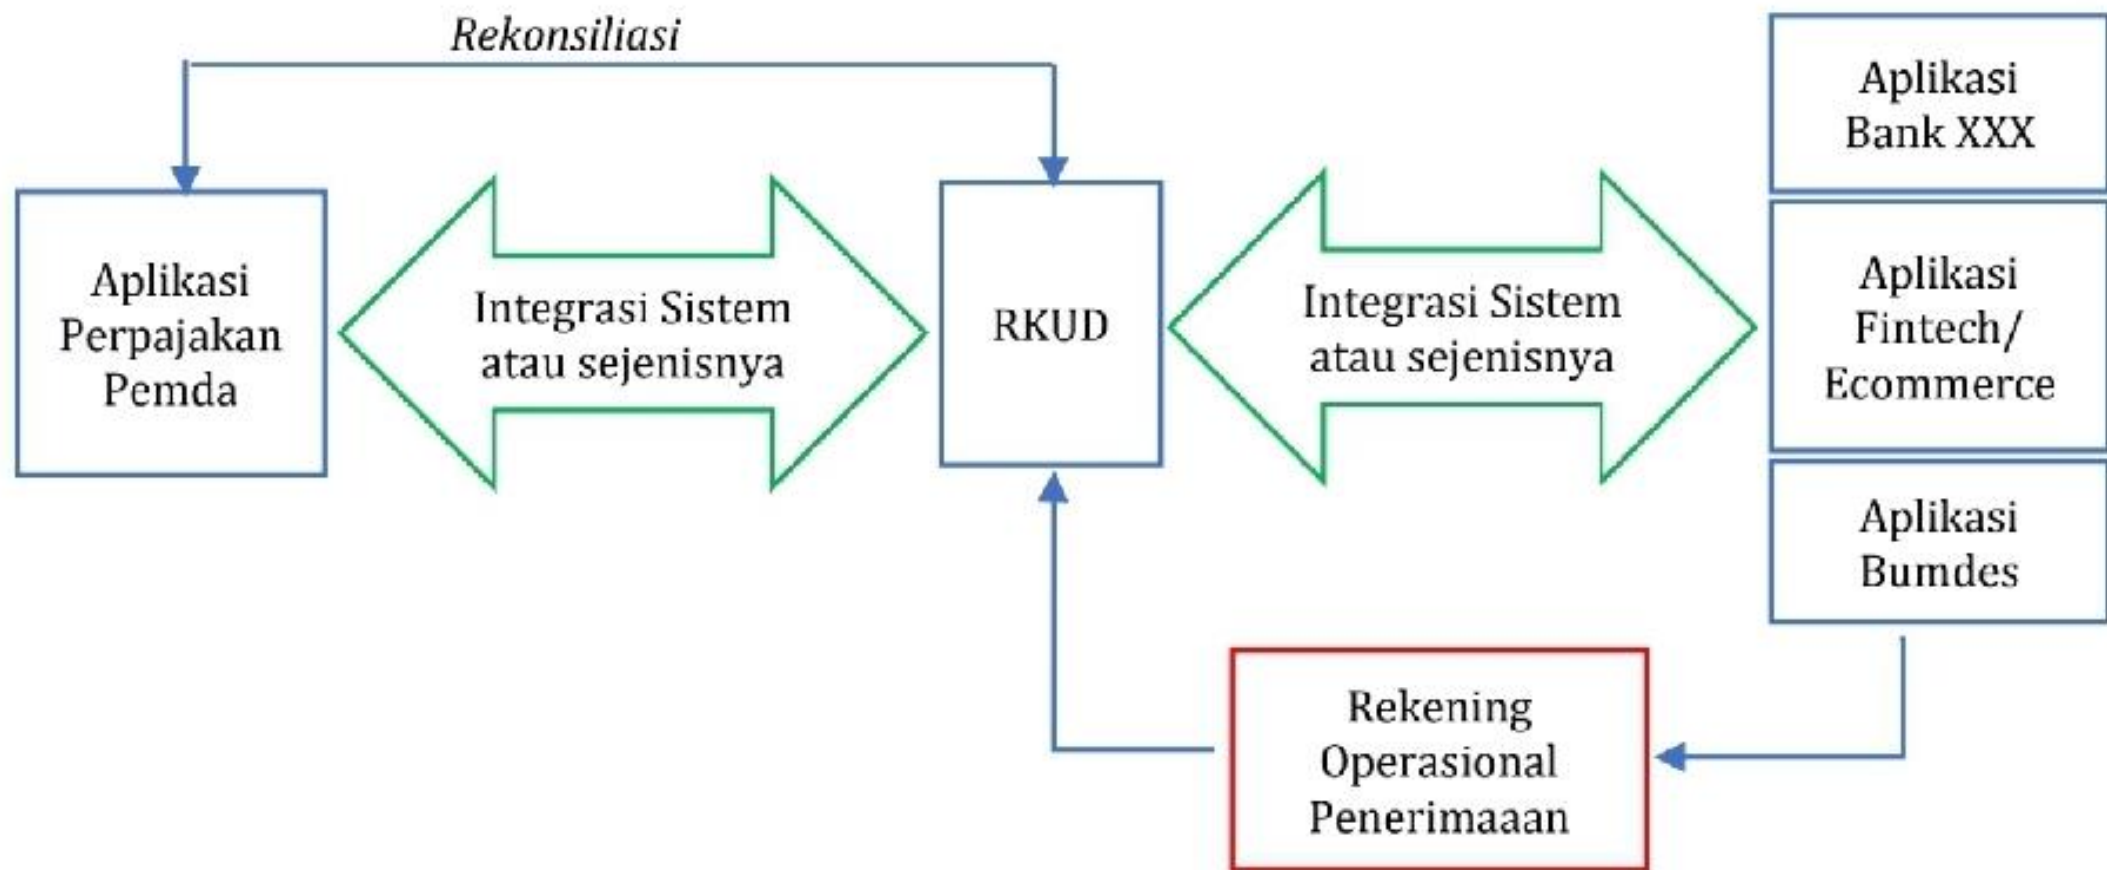 Rekonsiliasi
Aplikasi
Perpajakan
Pemda
Integrasi Sistem
atau sejenisnya
RKUD
Integrasi Sistem
atau sejenisnya
Aplikasi
Bank XXX
Aplikasi
Fintech/
Ecommerce
Aplikasi
Bumdes
Rekening
Operasional
Penerimaaan